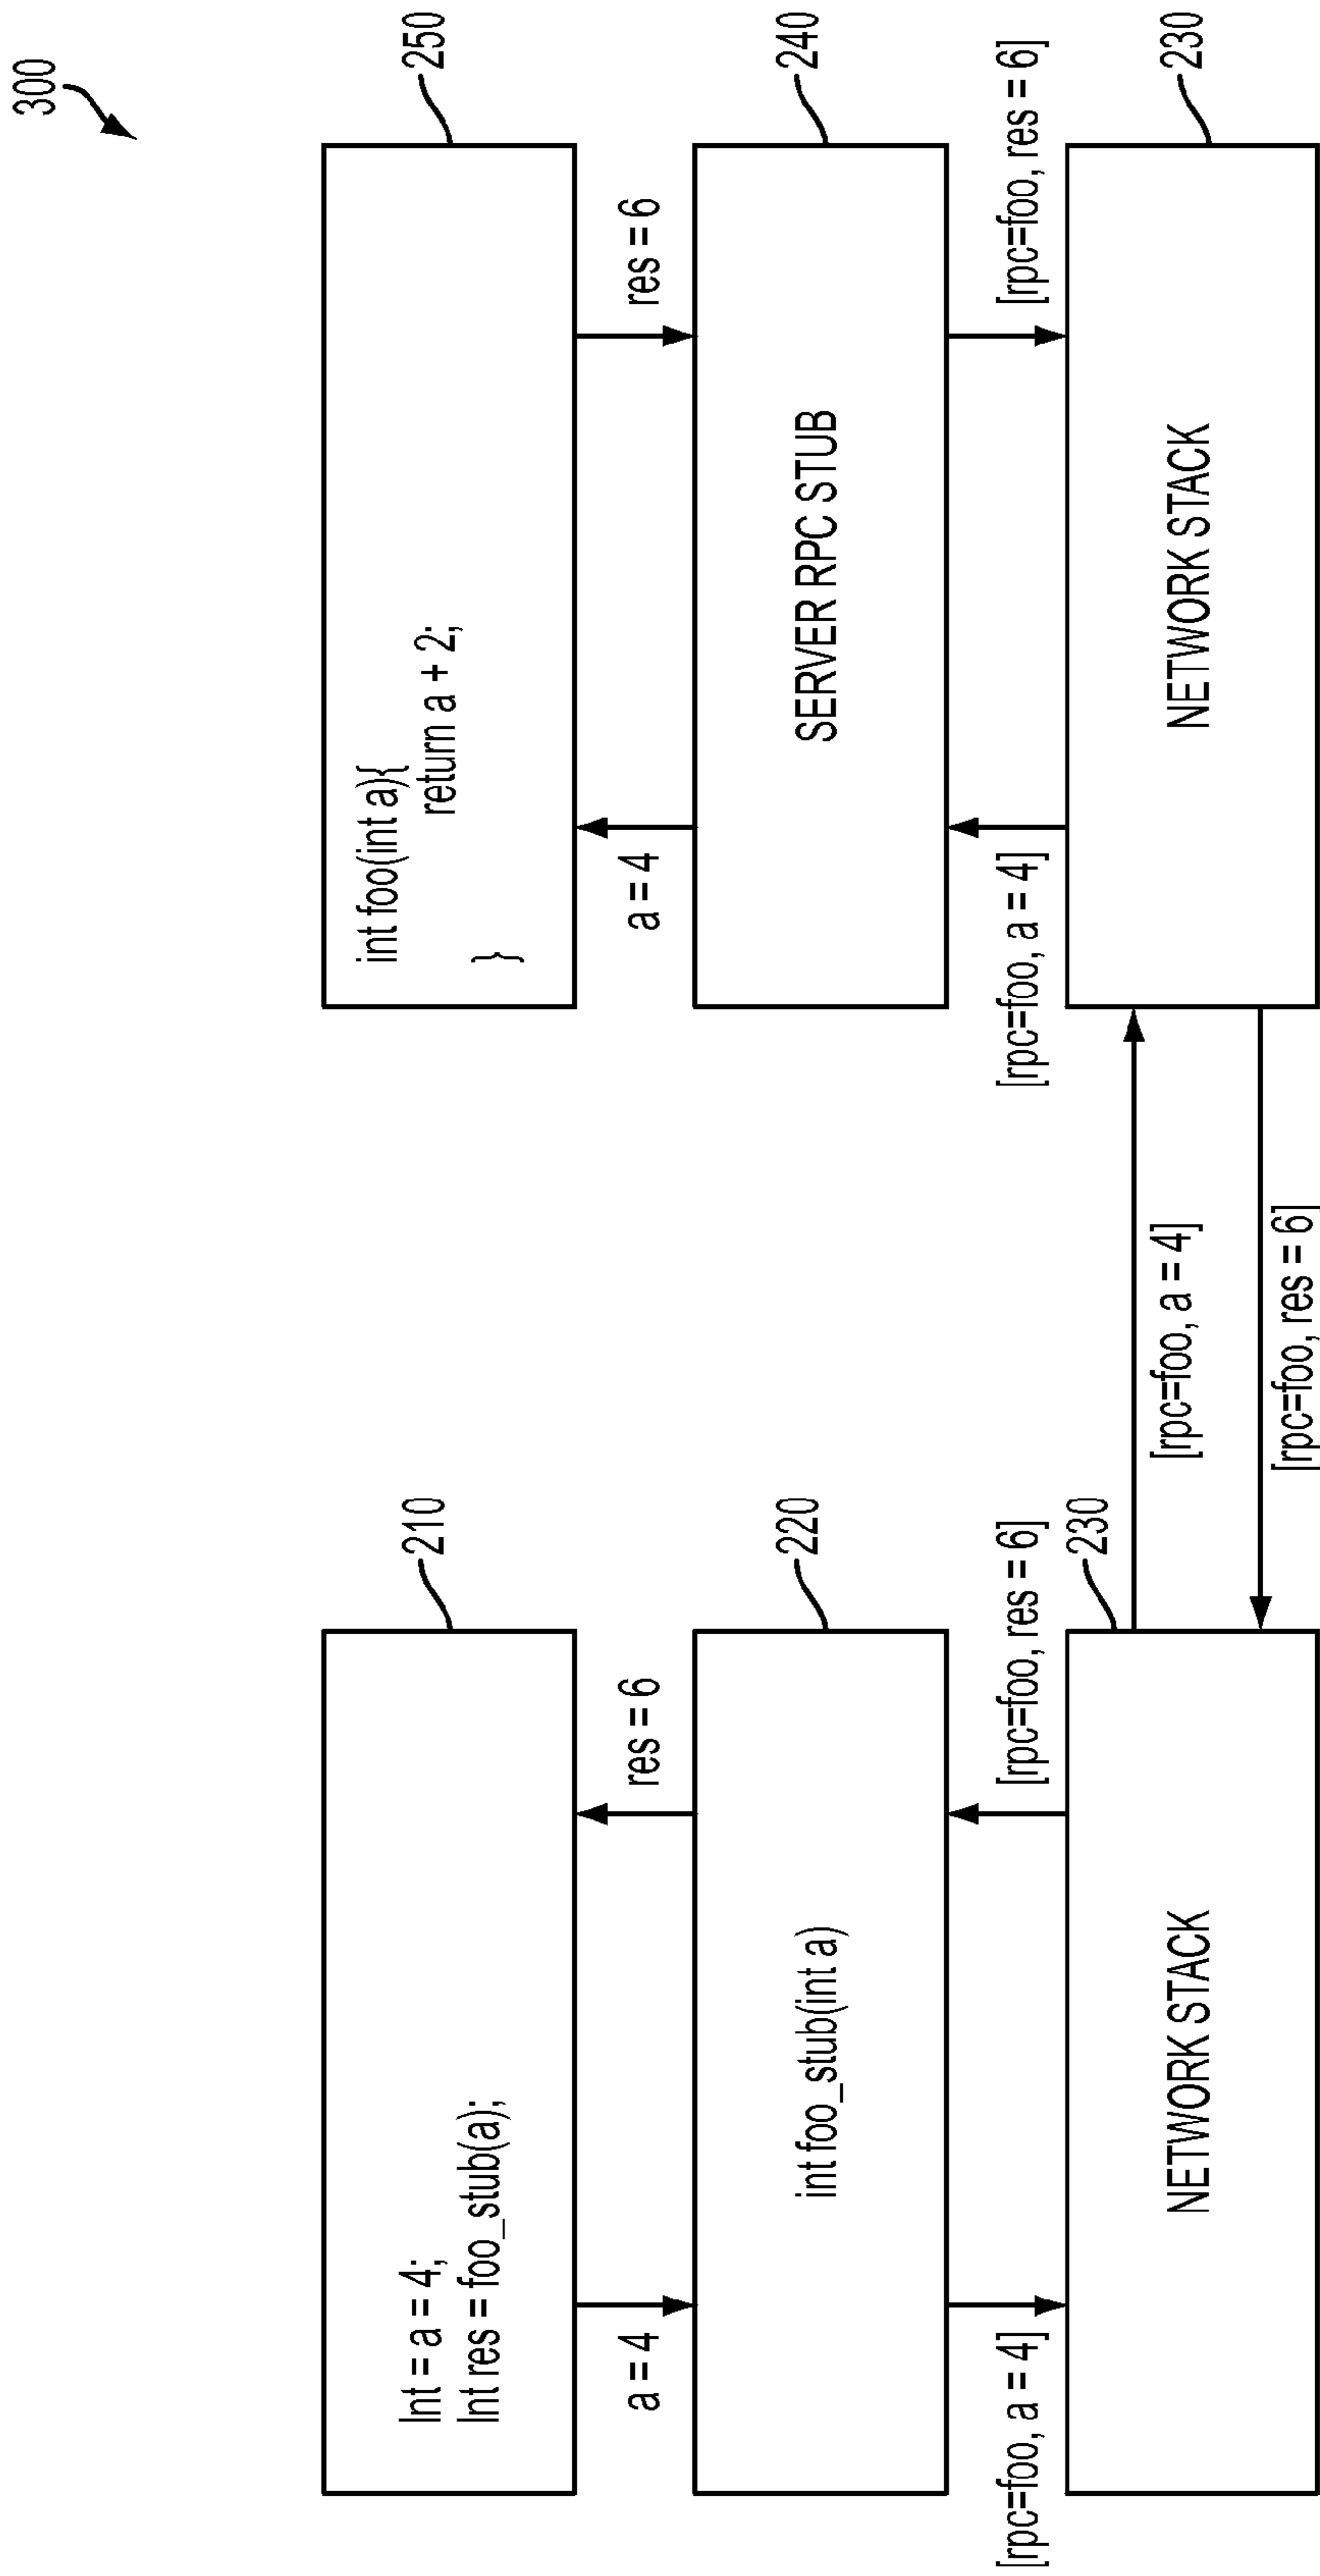 300
210
Int = a = 4;
Int res = foo_stub(a);
a = 4
res = 6
220
int foo_stub(int a)
[rpc=foo, a = 4]
[rpc=foo, res = 6]
230
NETWORK STACK
[rpc=foo, a = 4]
[rpc=foo, res = 6]
250
int foo(int a){
return a + 2;
}
a = 4
res = 6
240
SERVER RPC STUB
[rpc=foo, a = 4]
[rpc=foo, res = 6]
230
NETWORK STACK